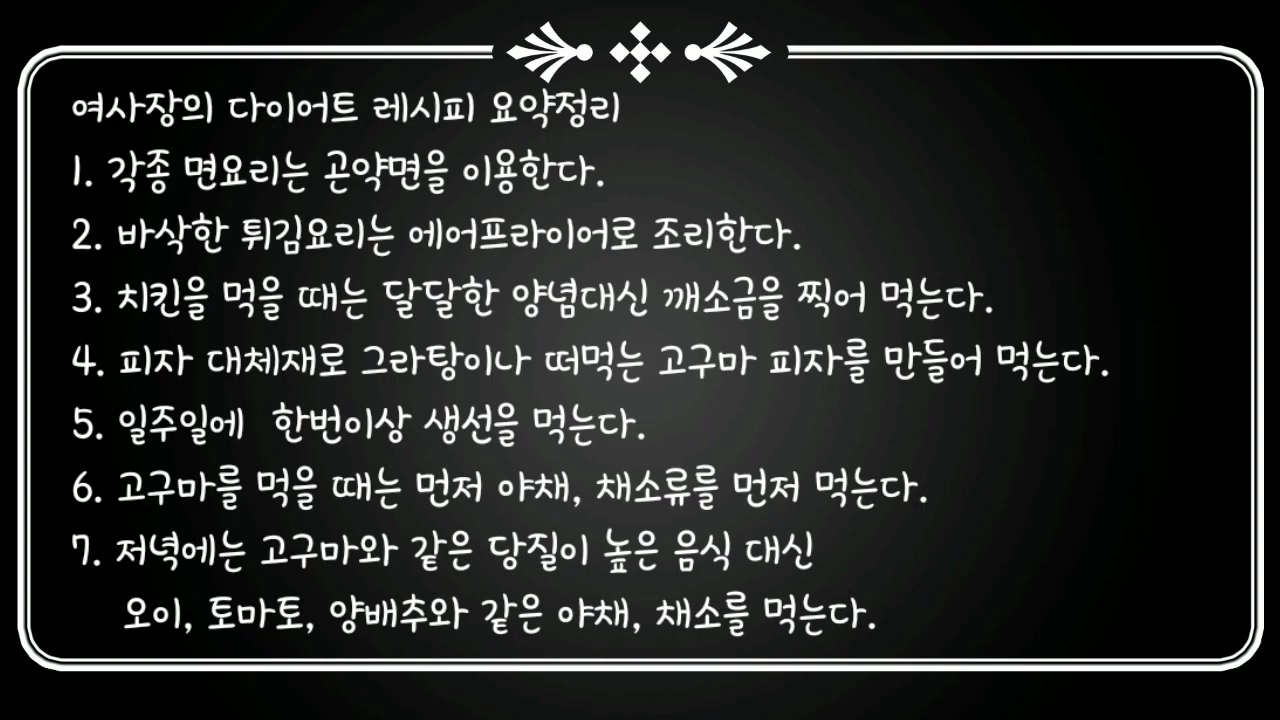 여사장의 다이어트 레시피 요약정리
1. 각종 면요리는 곤약면을 이용한다.
2. 바삭한 튀김요리는 에어프라이어로 조리한다.
3. 치킨을 먹을 때는 달달한 양념대신 깨소금을 찍어 먹는다.
4. 피자 대체재로 그라탕이나 떠먹는 고구마 피자를 만들어 먹는다.
5. 일주일에 한번이상 생선을 먹는다.
6. 고구마를 먹을 때는 먼저 야채, 채소류를 먼저 먹는다.
7. 저녁에는 고구마와 같은 당질이 높은 음식 대신
오이, 토마토, 양배추와 같은 야채, 채소를 먹는다.